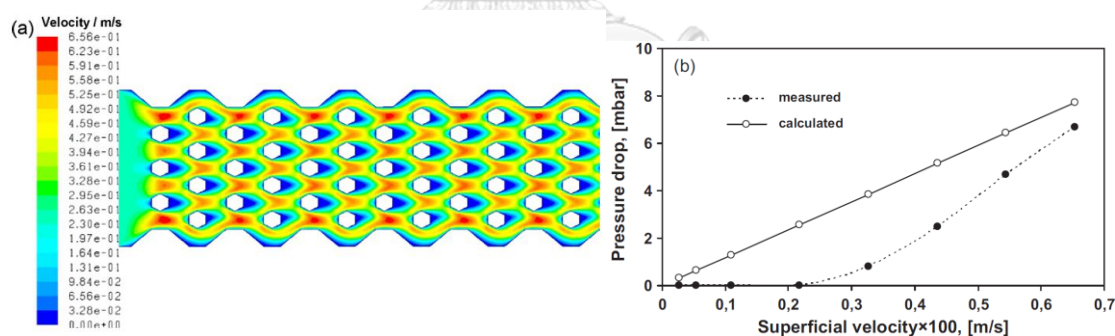 (a)
Velocity / m/s
6.56e-01
6.23e-01
5.91e-01
5.58e-01
5.25e-01
4.92e-01
4.59e-01
4.27e-01
3.94e-01
3.61e-01
3.28e-01
2.95e-01
2.63e-01
2.30e-01
1.97e-01
1.64e-01
1.31e-01
9.84e-02
6.56e-02
3.28e-02
0.00e+00
(b)
measured
calculated
Pressure drop, [mbar]
10
8
6
4
2
0
0 0,1 0,2 0,3 0,4 0,5 0,6 0,7
Superficial velocity×100, [m/s]